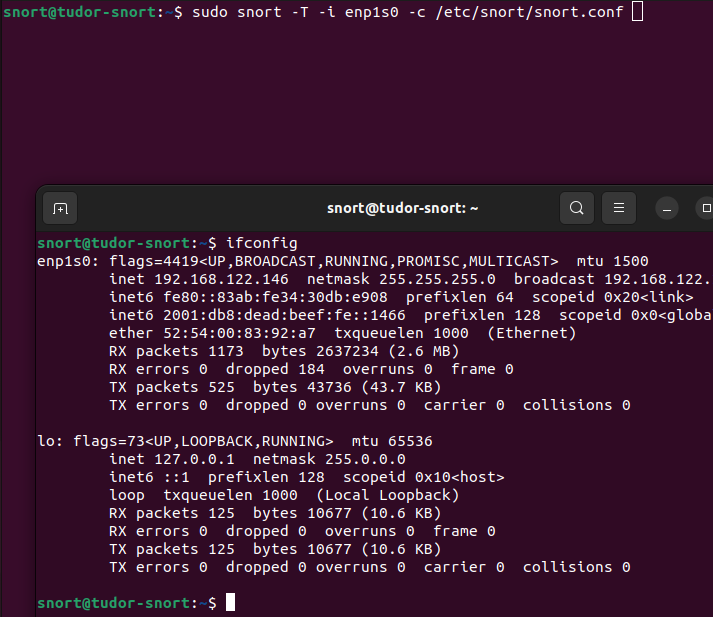 snort@tudor-snort:~$ sudo snort -T -i enp1s0 -c /etc/snort/snort.conf
snort@tudor-snort: ~
snort@tudor-snort:~$ ifconfig
enp1s0: flags=4419<UP,BROADCAST,RUNNING,PROMISC,MULTICAST>  mtu 1500
        inet 192.168.122.146  netmask 255.255.255.0  broadcast 192.168.122.
        inet6 fe80::83ab:fe34:30db:e908  prefixlen 64  scopeid 0x20<link>
        inet6 2001:db8:dead:beef:fe::1466  prefixlen 128  scopeid 0x0<globa
        ether 52:54:00:83:92:a7  txqueuelen 1000  (Ethernet)
        RX packets 1173  bytes 2637234 (2.6 MB)
        RX errors 0  dropped 184  overruns 0  frame 0
        TX packets 525  bytes 43736 (43.7 KB)
        TX errors 0  dropped 0 overruns 0  carrier 0  collisions 0
lo: flags=73<UP,LOOPBACK,RUNNING>  mtu 65536
        inet 127.0.0.1  netmask 255.0.0.0
        inet6 ::1  prefixlen 128  scopeid 0x10<host>
        loop  txqueuelen 1000  (Local Loopback)
        RX packets 125  bytes 10677 (10.6 KB)
        RX errors 0  dropped 0  overruns 0  frame 0
        TX packets 125  bytes 10677 (10.6 KB)
        TX errors 0  dropped 0 overruns 0  carrier 0  collisions 0
snort@tudor-snort:~$